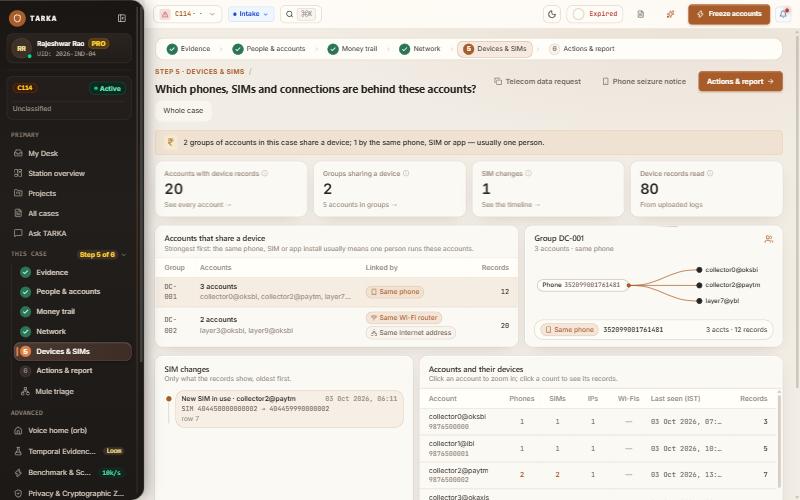 TARKA
RR
Rajeshwar Rao PRO
UID: 2026-IND-04
C114
Active
Unclassified
PRIMARY
My Desk
Station overview
Projects
All cases
Ask TARKA
THIS CASE
Step 5 of 6
Evidence
People & accounts
Money trail
Network
5 Devices & SIMs
6 Actions & report
Mule triage
ADVANCED
Voice home (orb)
Temporal Evidenc... Loom
Benchmark & Sc... 10k/s
Privacy & Cryptographic Z...
C114 - -
Intake
⌘K
Expired
Freeze accounts
Evidence
People & accounts
Money trail
Network
5 Devices & SIMs
6 Actions & report
STEP 5 · DEVICES & SIMS /
Which phones, SIMs and connections are behind these accounts?
Telecom data request
Phone seizure notice
Actions & report →
Whole case
₹ 2 groups of accounts in this case share a device; 1 by the same phone, SIM or app — usually one person.
Accounts with device records
20
See every account →
Groups sharing a device
2
5 accounts in groups →
SIM changes
1
See the timeline →
Device records read
80
From uploaded logs
Accounts that share a device
Strongest first: the same phone, SIM or app install usually means one person runs these accounts.
Group Accounts Linked by Records
DC-001
3 accounts
collector0@oksbi, collector2@paytm, layer7...
Same phone
12
DC-002
2 accounts
layer3@oksbi, layer9@oksbi
Same Wi-Fi router
Same internet address
20
Group DC-001
3 accounts · same phone
Phone 352099001761481
collector0@oksbi
collector2@paytm
layer7@ybl
Same phone 352099001761481 3 accts · 12 records
SIM changes
Only what the records show, oldest first.
New SIM in use · collector2@paytm 03 Oct 2026, 06:11
SIM 404450000000002 → 404459990000002
row 7
Accounts and their devices
Click an account to zoom in; click a count to see its records.
Account Phones SIMs IPs Wi-Fis Last seen (IST) Records
collector0@oksbi
9876500000
1 1 1 — 03 Oct 2026, 07:… 3
collector1@ibl
9876500001
1 1 1 — 03 Oct 2026, 10:… 5
collector2@paytm
9876500002
2 2 1 — 03 Oct 2026, 13:… 7
collector3@okaxis